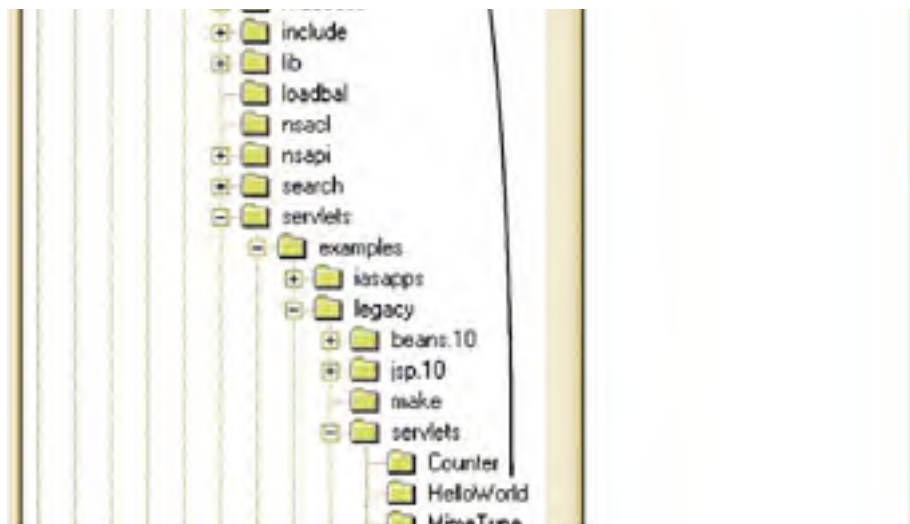 include
lib
loadbal
nsacl
nsapi
search
servlets
examples
iasapps
legacy
beans.10
jsp.10
make
servlets
Counter
HelloWorld